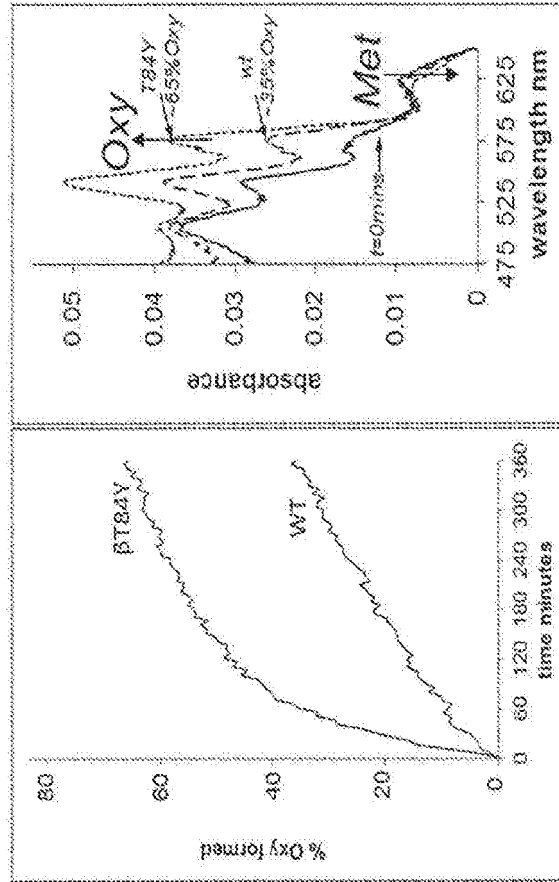 % Oxy formed
80
60
40
20
0
βT84Y
WT
0 60 120 180 240 300 360
time minutes
absorbance
0.05
0.04
0.03
0.02
0.01
0
Oxy
T84Y
~65%Oxy
wt
~35%Oxy
t=0mins
Met
475 525 575 625
wavelength nm